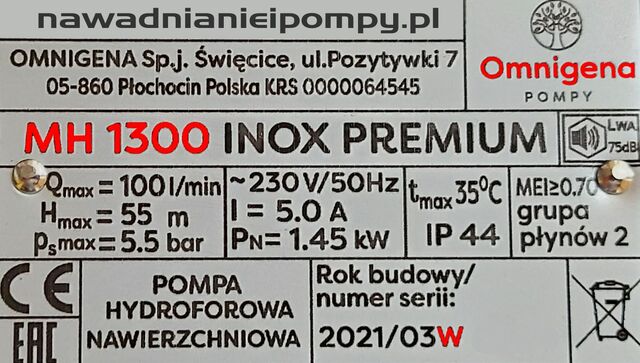 nawadnianieipompy.pl
OMNIGENA Sp.j. Święcice, ul.Pozytywki 7
05-860 Płochocin Polska KRS 0000064545
Omnigena
POMPY
MH 1300 INOX PREMIUM
LWA
75dB
Qmax = 100 l/min
Hmax = 55 m
psmax= 5.5 bar
~230V/50Hz
I = 5.0 A
PN= 1.45 kW
tmax 35°C
IP 44
MEI≥0.70
grupa
płynów 2
CE
EAC
POMPA
HYDROFOROWA
NAWIERZCHNIOWA
Rok budowy/
numer serii:
2021/03W